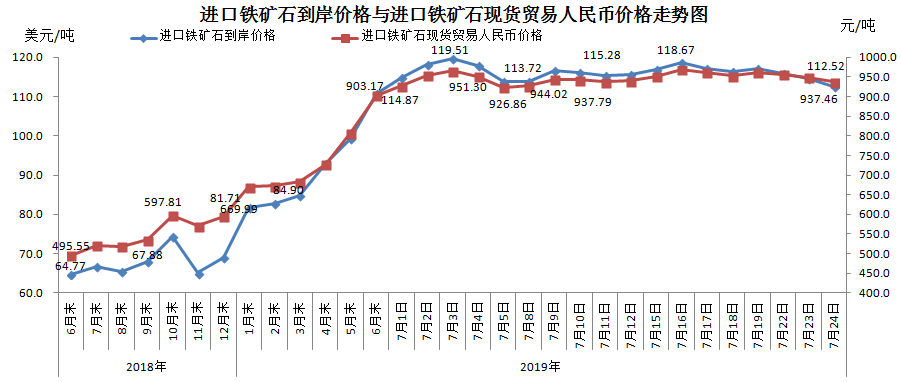 进口铁矿石到岸价格与进口铁矿石现货贸易人民币价格走势图
美元/吨
元/吨
进口铁矿石到岸价格
进口铁矿石现货贸易人民币价格
120.0
110.0
100.0
90.0
80.0
70.0
60.0
1000.0
950.0
900.0
850.0
800.0
750.0
700.0
650.0
600.0
550.0
500.0
450.0
400.0
495.55
64.77
67.88
597.81
81.71
669.99
84.90
903.17
114.87
119.51
951.30
113.72
926.86
944.02
115.28
937.79
118.67
112.52
937.46
6月末
7月末
8月末
9月末
10月末
11月末
12月末
1月末
2月末
3月末
4月末
5月末
6月末
7月1日
7月2日
7月3日
7月4日
7月5日
7月8日
7月9日
7月10日
7月11日
7月12日
7月15日
7月16日
7月17日
7月18日
7月19日
7月22日
7月23日
7月24日
2018年
2019年